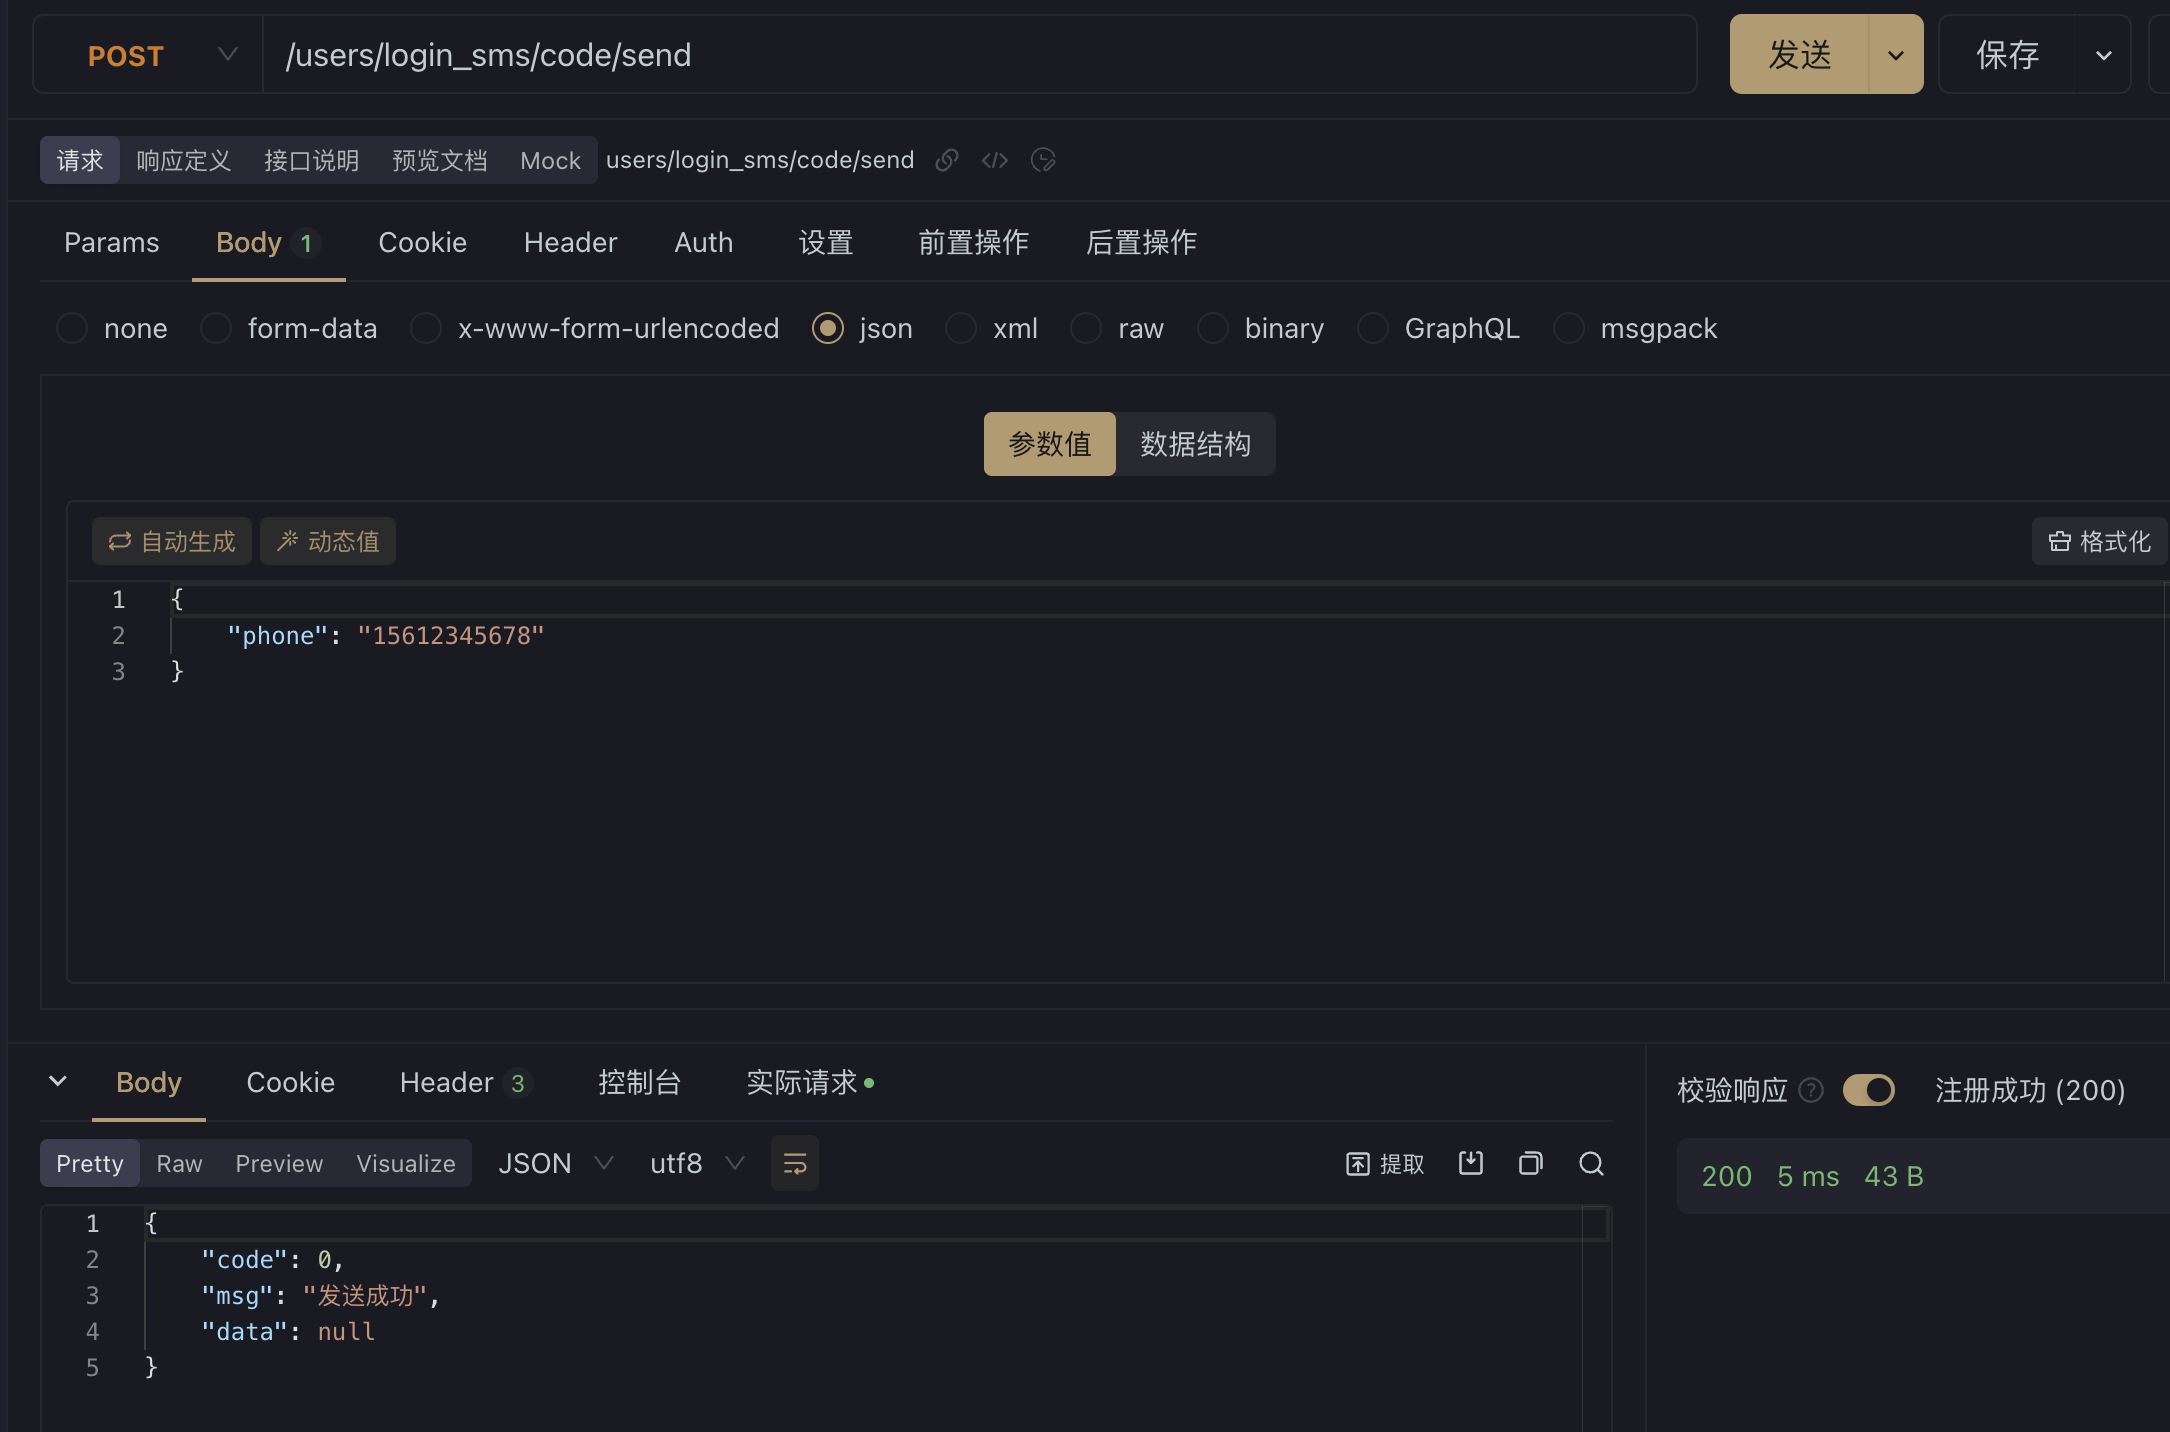 POST /users/login_sms/code/send 发送 保存
请求 响应定义 接口说明 预览文档 Mock users/login_sms/code/send
Params Body 1 Cookie Header Auth 设置 前置操作 后置操作
none form-data x-www-form-urlencoded json xml raw binary GraphQL msgpack
参数值 数据结构
自动生成 动态值 格式化
1 {
2 "phone": "15612345678"
3 }
Body Cookie Header 3 控制台 实际请求
校验响应 ? 注册成功 (200)
Pretty Raw Preview Visualize JSON utf8 提取
200 5 ms 43 B
1 {
2 "code": 0,
3 "msg": "发送成功",
4 "data": null
5 }